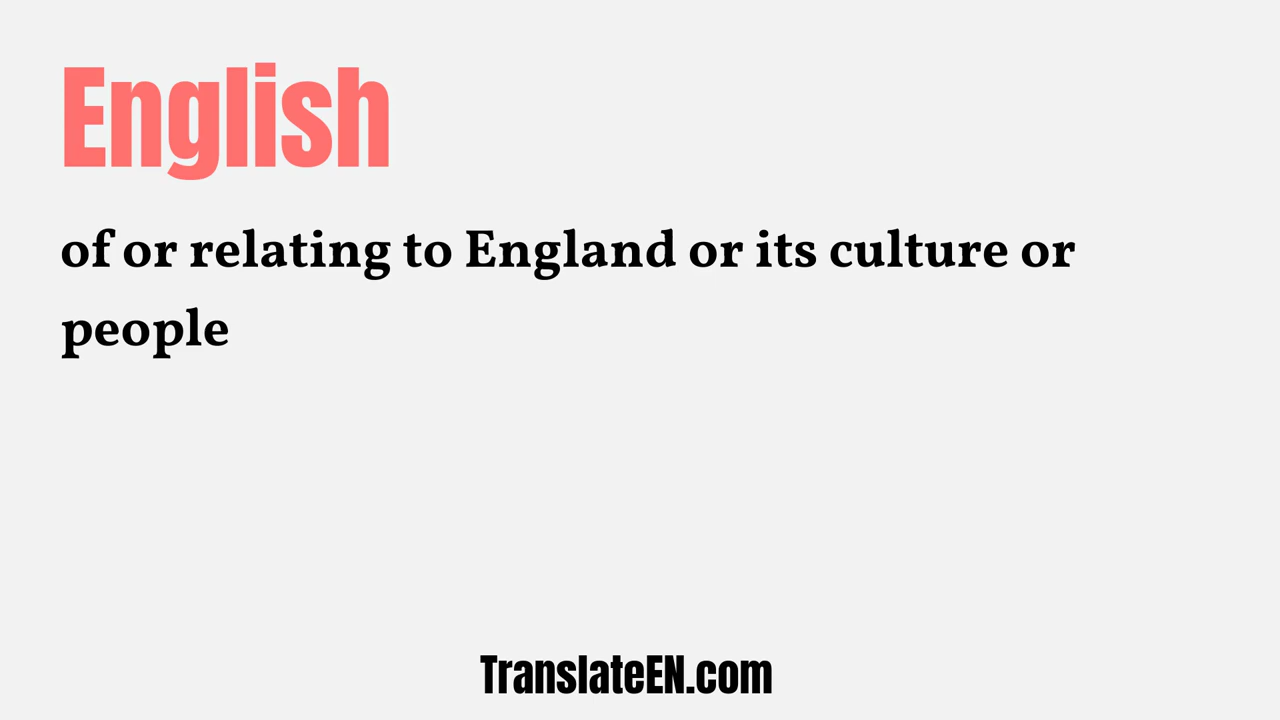 English
of or relating to England or its culture or
people
TranslateEN.com